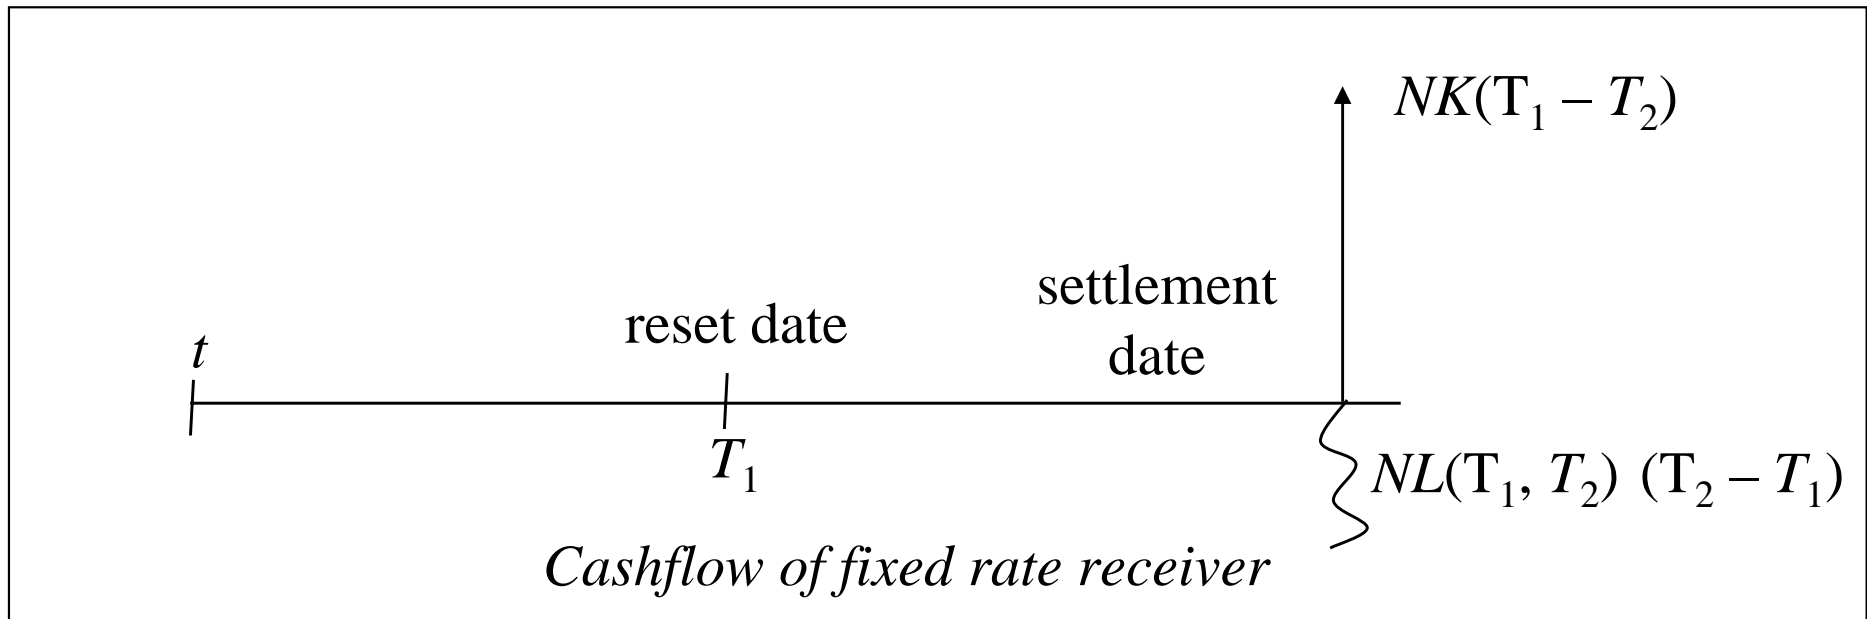 NK(T₁ – T₂)
settlement
date
reset date
t
T₁
NL(T₁, T₂) (T₂ – T₁)
Cashflow of fixed rate receiver